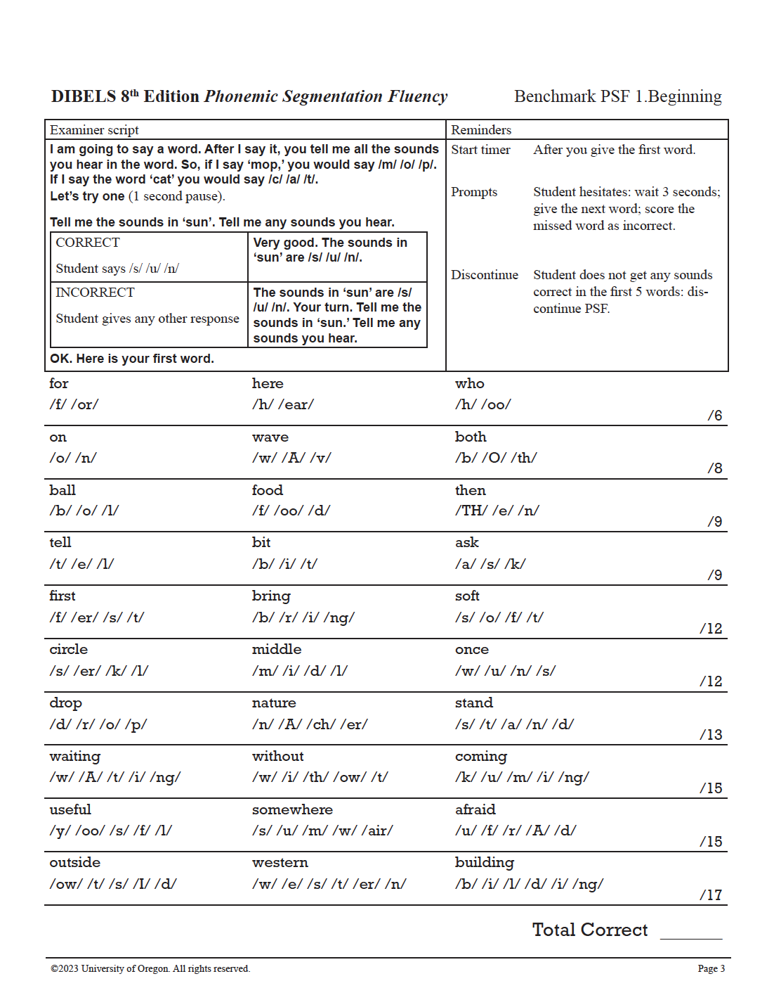 DIBELS 8th Edition Phonemic Segmentation Fluency Benchmark PSF 1.Beginning
Examiner script
I am going to say a word. After I say it, you tell me all the sounds
you hear in the word. So, if I say ‘mop,’ you would say /m/ /o/ /p/.
If I say the word ‘cat’ you would say /c/ /a/ /t/.
Let’s try one (1 second pause).
Tell me the sounds in ‘sun’. Tell me any sounds you hear.
CORRECT
Student says /s/ /u/ /n/
Very good. The sounds in
‘sun’ are /s/ /u/ /n/.
INCORRECT
Student gives any other response
The sounds in ‘sun’ are /s/
/u/ /n/. Your turn. Tell me the
sounds in ‘sun.’ Tell me any
sounds you hear.
OK. Here is your first word.
Reminders
Start timer After you give the first word.
Prompts Student hesitates: wait 3 seconds;
give the next word; score the
missed word as incorrect.
Discontinue Student does not get any sounds
correct in the first 5 words: dis-
continue PSF.
for here who
/f/ /or/ /h/ /ear/ /h/ /oo/
/6
on wave both
/o/ /n/ /w/ /A/ /v/ /b/ /O/ /th/
/8
ball food then
/b/ /o/ /l/ /f/ /oo/ /d/ /TH/ /e/ /n/
/9
tell bit ask
/t/ /e/ /l/ /b/ /i/ /t/ /a/ /s/ /k/
/9
first bring soft
/f/ /er/ /s/ /t/ /b/ /r/ /i/ /ng/ /s/ /o/ /f/ /t/
/12
circle middle once
/s/ /er/ /k/ /l/ /m/ /i/ /d/ /l/ /w/ /u/ /n/ /s/
/12
drop nature stand
/d/ /r/ /o/ /p/ /n/ /A/ /ch/ /er/ /s/ /t/ /a/ /n/ /d/
/13
waiting without coming
/w/ /A/ /t/ /i/ /ng/ /w/ /i/ /th/ /ow/ /t/ /k/ /u/ /m/ /i/ /ng/
/15
useful somewhere afraid
/y/ /oo/ /s/ /f/ /l/ /s/ /u/ /m/ /w/ /air/ /u/ /f/ /r/ /A/ /d/
/15
outside western building
/ow/ /t/ /s/ /I/ /d/ /w/ /e/ /s/ /t/ /er/ /n/ /b/ /i/ /l/ /d/ /i/ /ng/
/17
Total Correct
©2023 University of Oregon. All rights reserved. Page 3